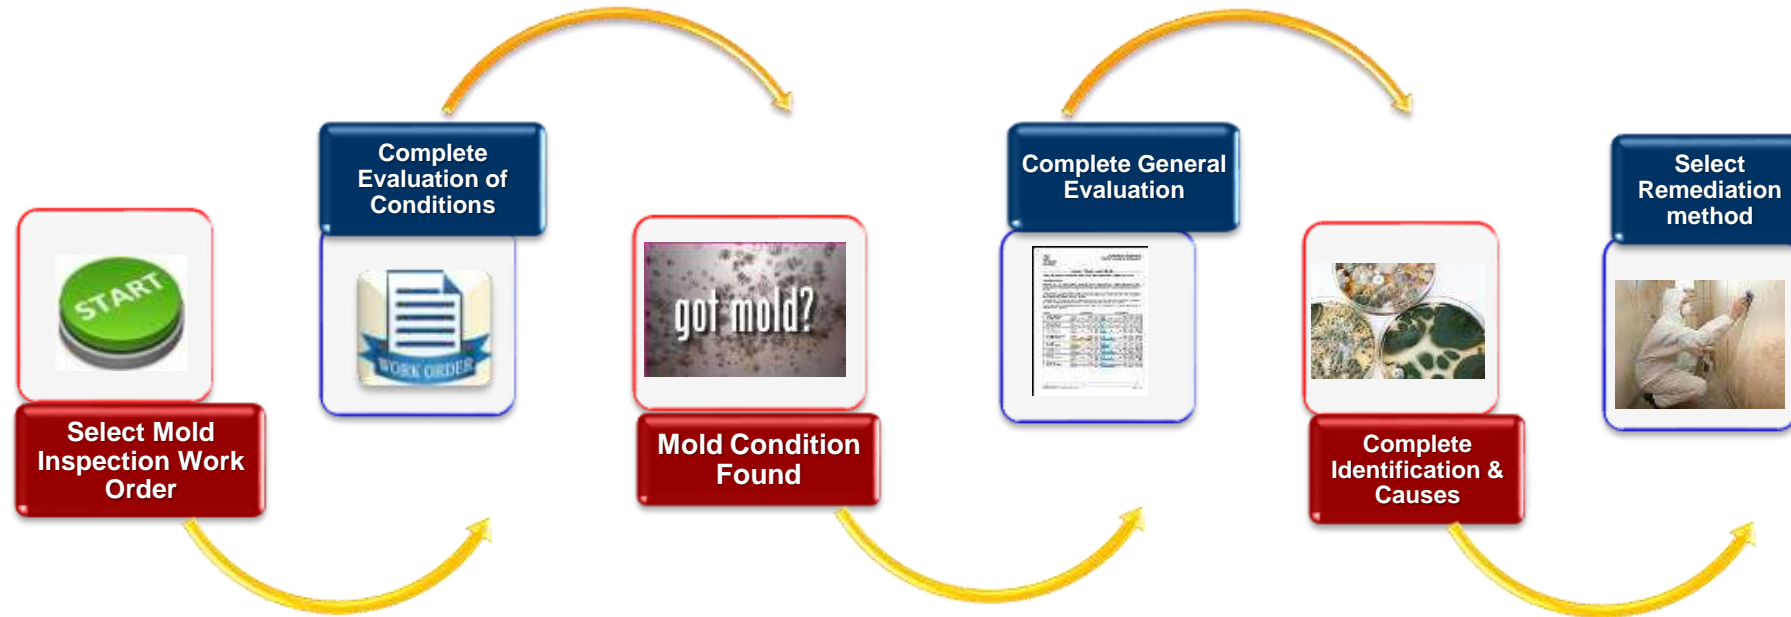 START
Select Mold
Inspection Work
Order
Complete
Evaluation of
Conditions
WORK ORDER
got mold?
Mold Condition
Found
Complete General
Evaluation
Complete
Identification &
Causes
Select
Remediation
method